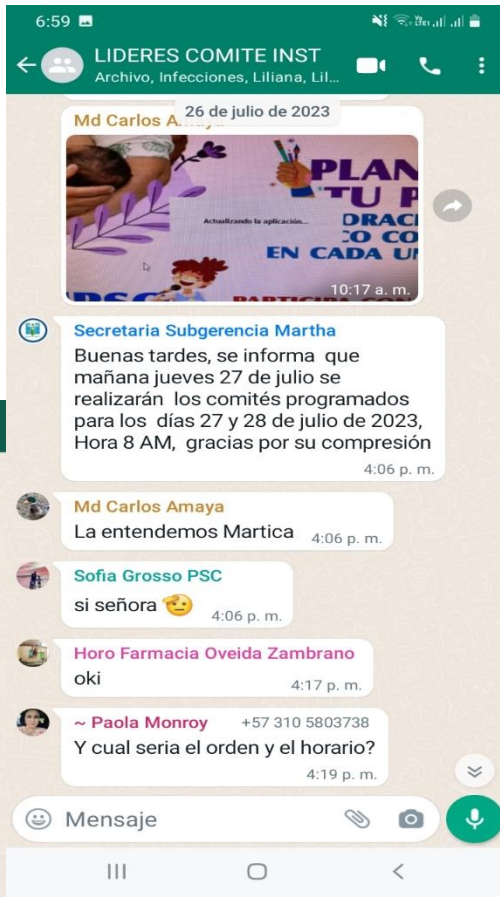 6:59
LIDERES COMITE INST
Archivo, Infecciones, Liliana, Lil...
26 de julio de 2023
Md Carlos
PLAN
TU P
Actualizando la aplicación...
DRAC
CO
EN CADA U
10:17 a. m.
Secretaria Subgerencia Martha
Buenas tardes, se informa que
mañana jueves 27 de julio se
realizarán los comités programados
para los días 27 y 28 de julio de 2023,
Hora 8 AM, gracias por su compresión
4:06 p. m.
Md Carlos Amaya
La entendemos Martica 4:06 p. m.
Sofia Grosso PSC
si señora 🫡 4:06 p. m.
Horo Farmacia Oveida Zambrano
oki 4:17 p. m.
~ Paola Monroy +57 310 5803738
Y cual seria el orden y el horario?
4:19 p. m.
Mensaje